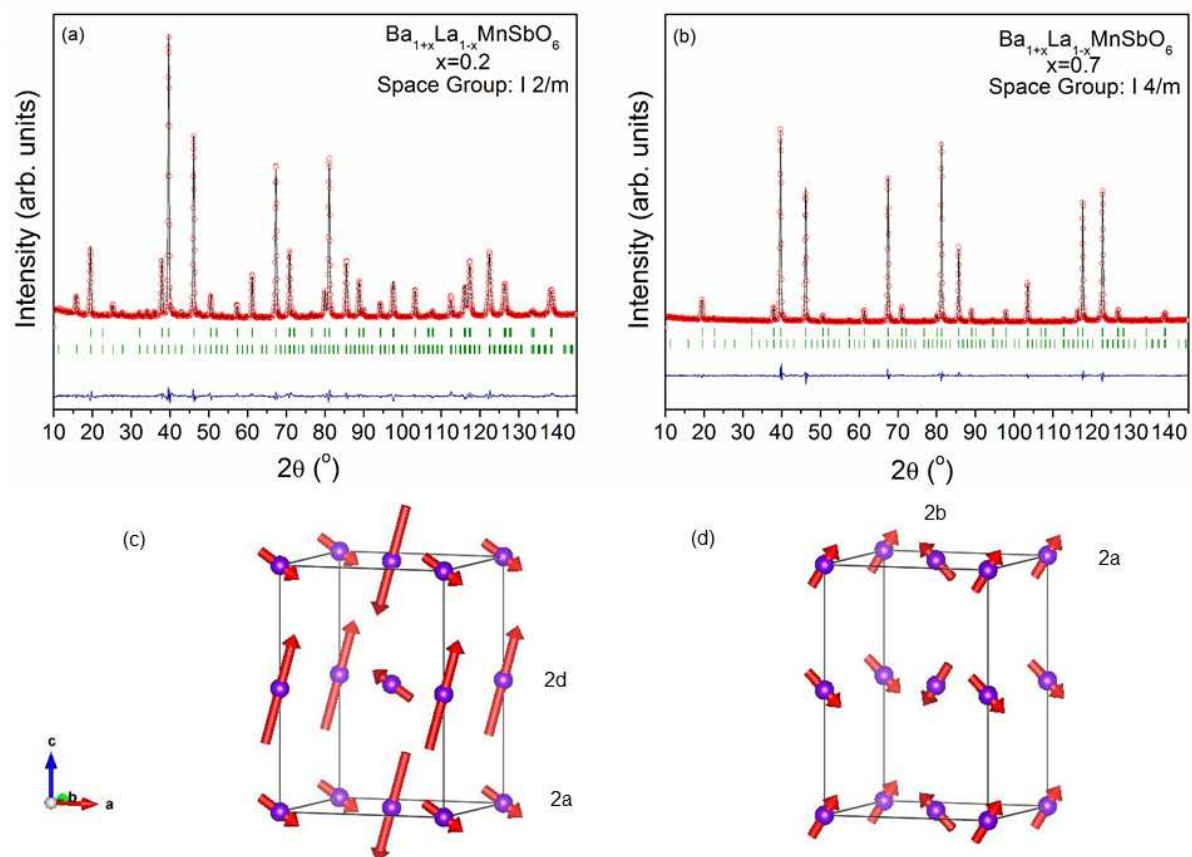 (a)
Ba₁₊ₓLa₁₋ₓMnSbO₆
x=0.2
Space Group: I 2/m
Intensity (arb. units)
10 20 30 40 50 60 70 80 90 100 110 120 130 140
2θ (°)
(b)
Ba₁₊ₓLa₁₋ₓMnSbO₆
x=0.7
Space Group: I 4/m
Intensity (arb. units)
10 20 30 40 50 60 70 80 90 100 110 120 130 140
2θ (°)
(c)
2d
2a
c
b
a
(d)
2b
2a